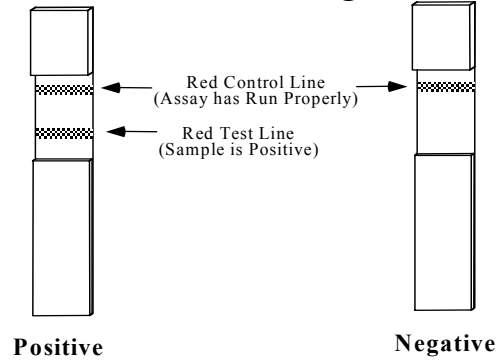 Red Control Line
(Assay has Run Properly)
Red Test Line
(Sample is Positive)
Positive
Negative